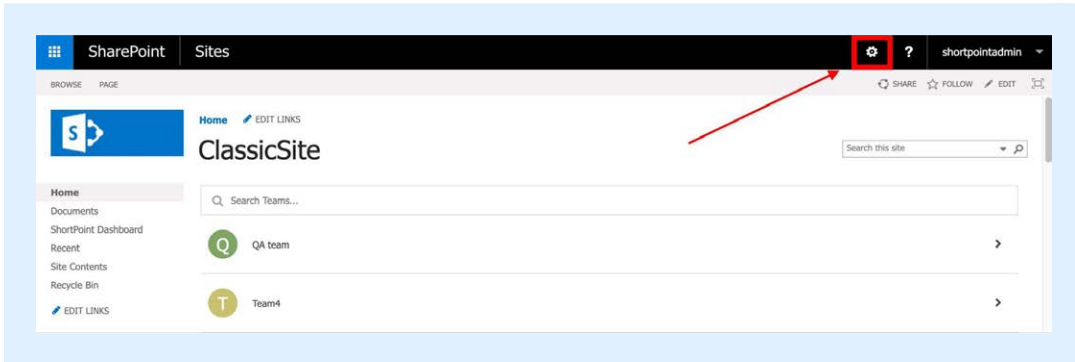 SharePoint Sites ? shortpointadmin
BROWSE PAGE SHARE FOLLOW EDIT
S
Home EDIT LINKS
ClassicSite
Search this site
Home
Documents
ShortPoint Dashboard
Recent
Site Contents
Recycle Bin
EDIT LINKS
Search Teams...
Q QA team
T Team4